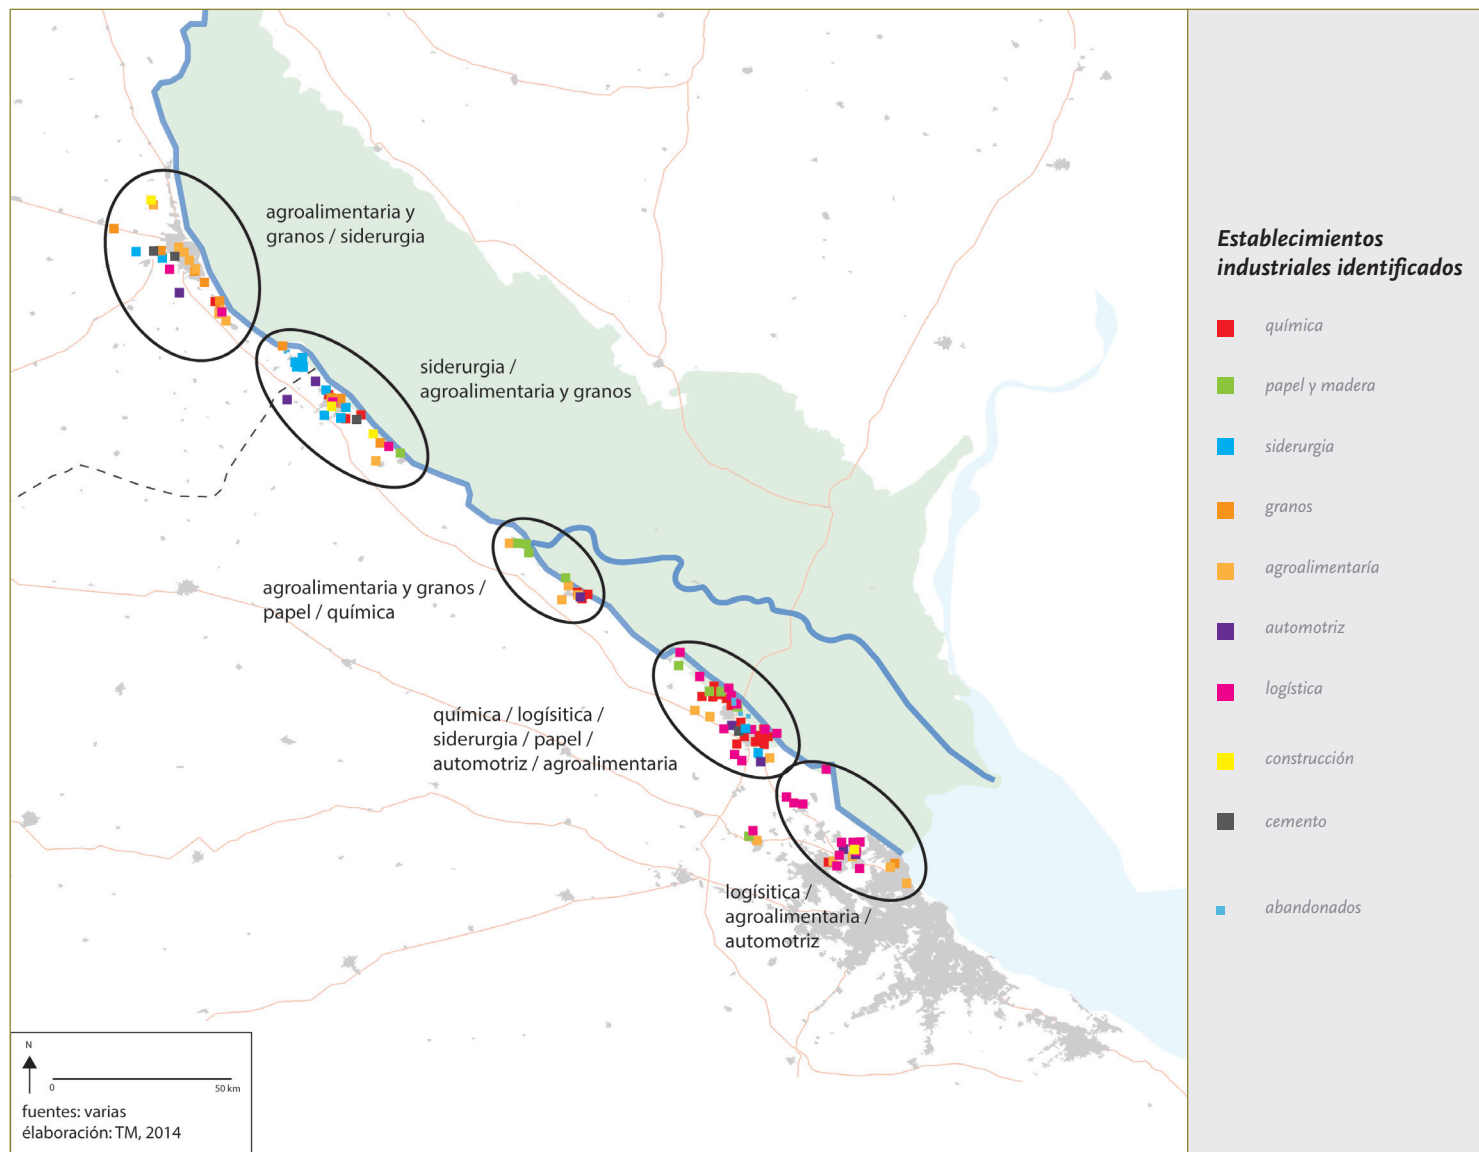 agroalimentaria y
granos / siderurgia
siderurgia /
agroalimentaria y granos
agroalimentaria y granos /
papel / química
química / logísitica /
siderurgia / papel /
automotriz / agroalimentaria
logísitica /
agroalimentaria /
automotriz
N
0
50 km
fuentes: varias
élaboración: TM, 2014
Establecimientos
industriales identificados
química
papel y madera
siderurgia
granos
agroalimentaría
automotriz
logística
construcción
cemento
abandonados